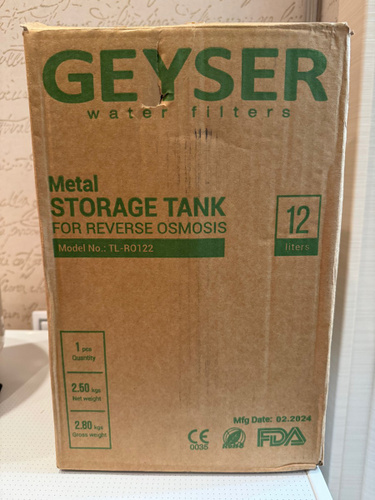 GEYSER
water filters
Metal
STORAGE TANK
FOR REVERSE OSMOSIS
Model No.: TL-RO122
12
liters
1 pcs
Quantity
2.50 kgs
Net weight
2.80 kgs
Gross weight
Mfg Date: 02.2024
CE
0035
FDA